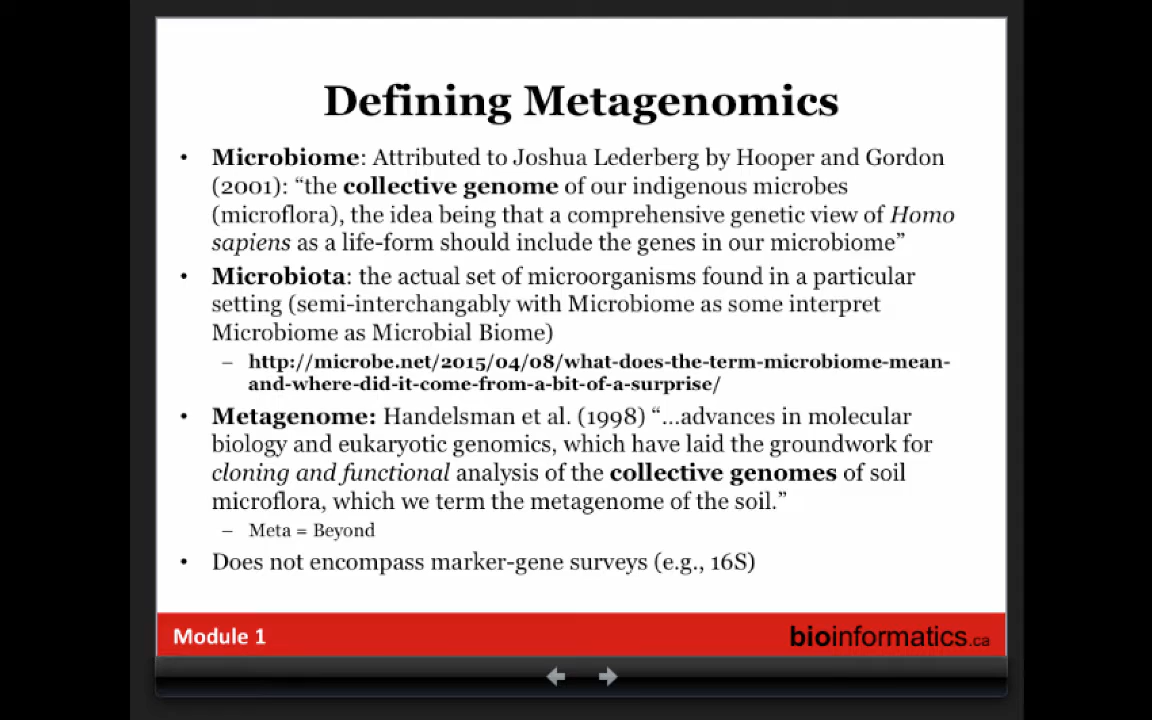 Defining Metagenomics
• Microbiome: Attributed to Joshua Lederberg by Hooper and Gordon
(2001): “the collective genome of our indigenous microbes
(microflora), the idea being that a comprehensive genetic view of Homo
sapiens as a life-form should include the genes in our microbiome”
• Microbiota: the actual set of microorganisms found in a particular
setting (semi-interchangably with Microbiome as some interpret
Microbiome as Microbial Biome)
– http://microbe.net/2015/04/08/what-does-the-term-microbiome-mean-
and-where-did-it-come-from-a-bit-of-a-surprise/
• Metagenome: Handelsman et al. (1998) “…advances in molecular
biology and eukaryotic genomics, which have laid the groundwork for
cloning and functional analysis of the collective genomes of soil
microflora, which we term the metagenome of the soil.”
– Meta = Beyond
• Does not encompass marker-gene surveys (e.g., 16S)
Module 1
bioinformatics.ca